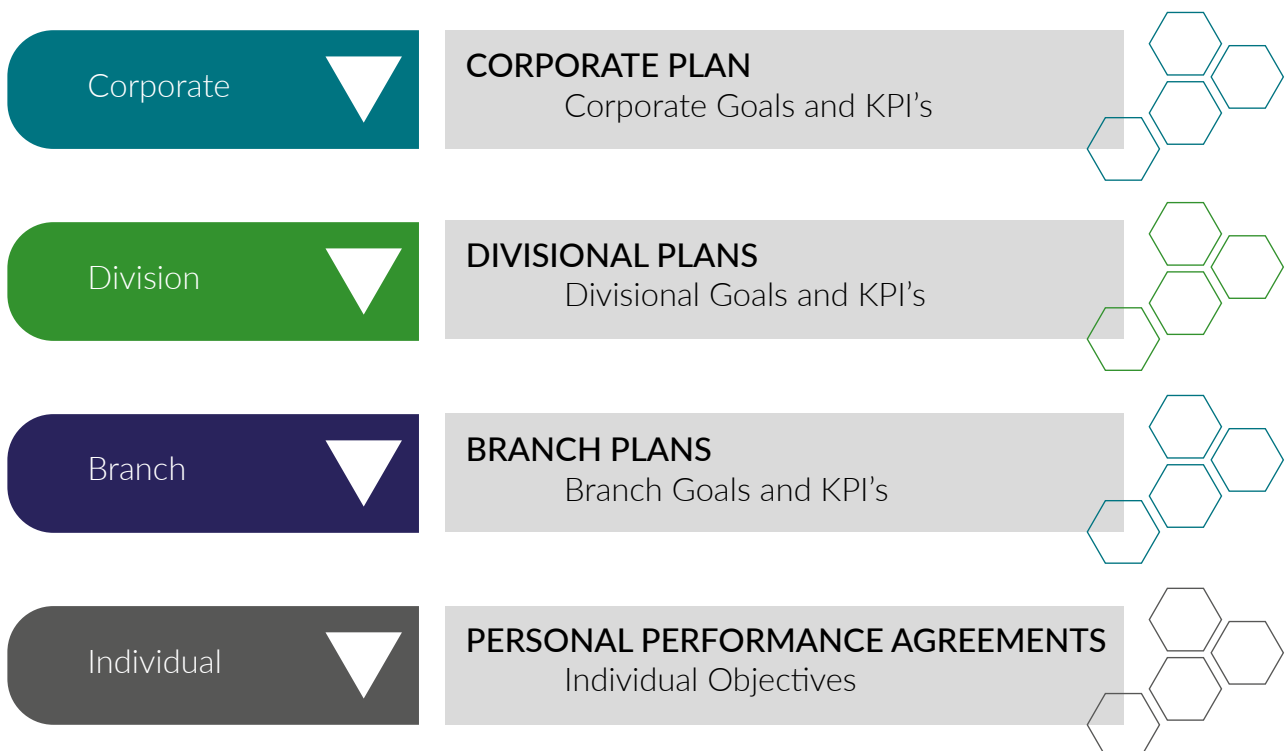 Corporate
CORPORATE PLAN
Corporate Goals and KPI's
Division
DIVISIONAL PLANS
Divisional Goals and KPI's
Branch
BRANCH PLANS
Branch Goals and KPI's
Individual
PERSONAL PERFORMANCE AGREEMENTS
Individual Objectives